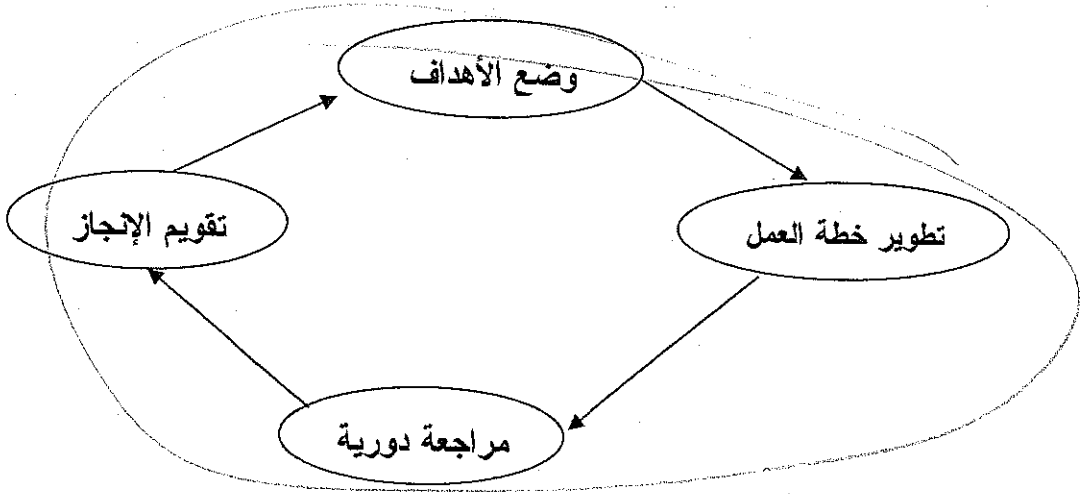 وضع الأهداف
تطوير خطة العمل
مراجعة دورية
تقويم الإنجاز